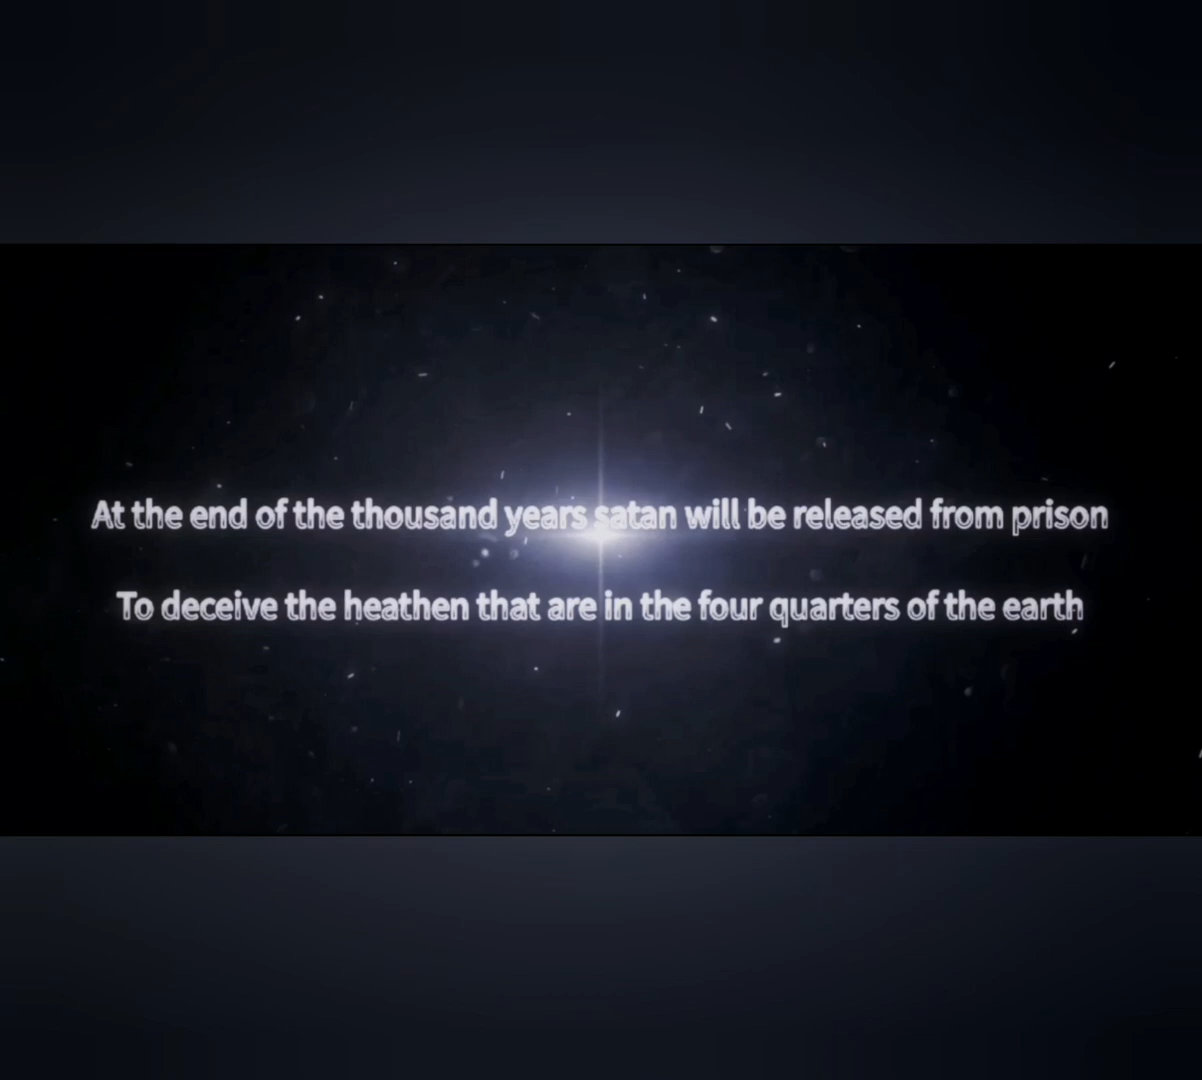 At the end of the thousand years satan will be released from prison
To deceive the heathen that are in the four quarters of the earth